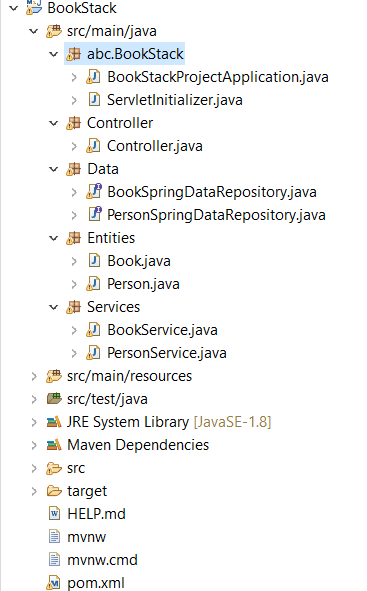 BookStack
src/main/java
abc.BookStack
BookStackProjectApplication.java
ServletInitializer.java
Controller
Controller.java
Data
BookSpringDataRepository.java
PersonSpringDataRepository.java
Entities
Book.java
Person.java
Services
BookService.java
PersonService.java
src/main/resources
src/test/java
JRE System Library [JavaSE-1.8]
Maven Dependencies
src
target
HELP.md
mvnw
mvnw.cmd
pom.xml